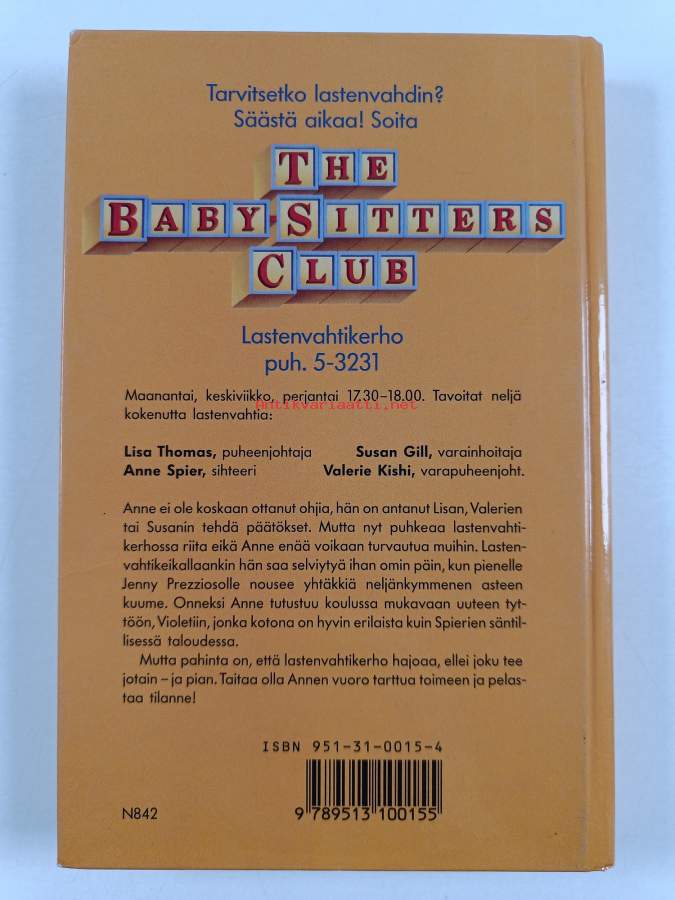 Tarvitsetko lastenvahdin?
Säästä aikaa! Soita
THE
BABY-SITTERS
CLUB
Lastenvahtikerho
puh. 5-3231
Maanantai, keskiviikko, perjantai 17.30–18.00. Tavoitat neljä
Antikvariaatti.net
kokenutta lastenvahtia:
Lisa Thomas, puheenjohtaja Susan Gill, varainhoitaja
Anne Spier, sihteeri Valerie Kishi, varapuheenjoht.
Anne ei ole koskaan ottanut ohjia, hän on antanut Lisan, Valerien
tai Susanin tehdä päätökset. Mutta nyt puhkeaa lastenvahti-
kerhossa riita eikä Anne enää voikaan turvautua muihin. Lasten-
vahtikeikallaankin hän saa selviytyä ihan omin päin, kun pienelle
Jenny Prezziosolle nousee yhtäkkiä neljänkymmenen asteen
kuume. Onneksi Anne tutustuu koulussa mukavaan uuteen tyt-
töön, Violetiin, jonka kotona on hyvin erilaista kuin Spierien säntil-
lisessä taloudessa.
Mutta pahinta on, että lastenvahtikerho hajoaa, ellei joku tee
jotain – ja pian. Taitaa olla Annen vuoro tarttua toimeen ja pelas-
taa tilanne!
ISBN 951-31-0015-4
N842
9 789513 100155